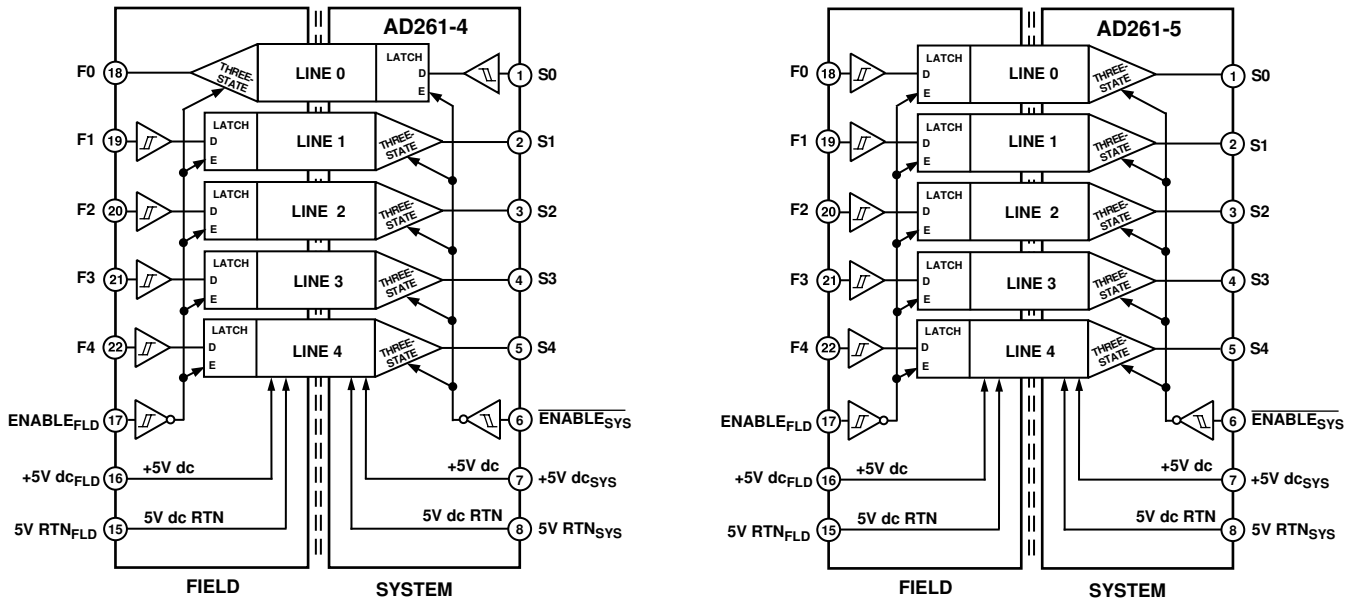 AD261-4
F0 18
THREE-STATE
LINE 0
LATCH
D
E
1 S0
F1 19
LATCH
D
E
LINE 1
THREE-STATE
2 S1
F2 20
LATCH
D
E
LINE 2
THREE-STATE
3 S2
F3 21
LATCH
D
E
LINE 3
THREE-STATE
4 S3
F4 22
LATCH
D
E
LINE 4
THREE-STATE
5 S4
ENABLEFLD 17
6 ENABLESYS
+5V dcFLD 16
+5V dc
+5V dc
7 +5V dcSYS
5V RTNFLD 15
5V dc RTN
5V dc RTN
8 5V RTNSYS
FIELD
SYSTEM
AD261-5
F0 18
LATCH
D
E
LINE 0
THREE-STATE
1 S0
F1 19
LATCH
D
E
LINE 1
THREE-STATE
2 S1
F2 20
LATCH
D
E
LINE 2
THREE-STATE
3 S2
F3 21
LATCH
D
E
LINE 3
THREE-STATE
4 S3
F4 22
LATCH
D
E
LINE 4
THREE-STATE
5 S4
ENABLEFLD 17
6 ENABLESYS
+5V dcFLD 16
+5V dc
+5V dc
7 +5V dcSYS
5V RTNFLD 15
5V dc RTN
5V dc RTN
8 5V RTNSYS
FIELD
SYSTEM